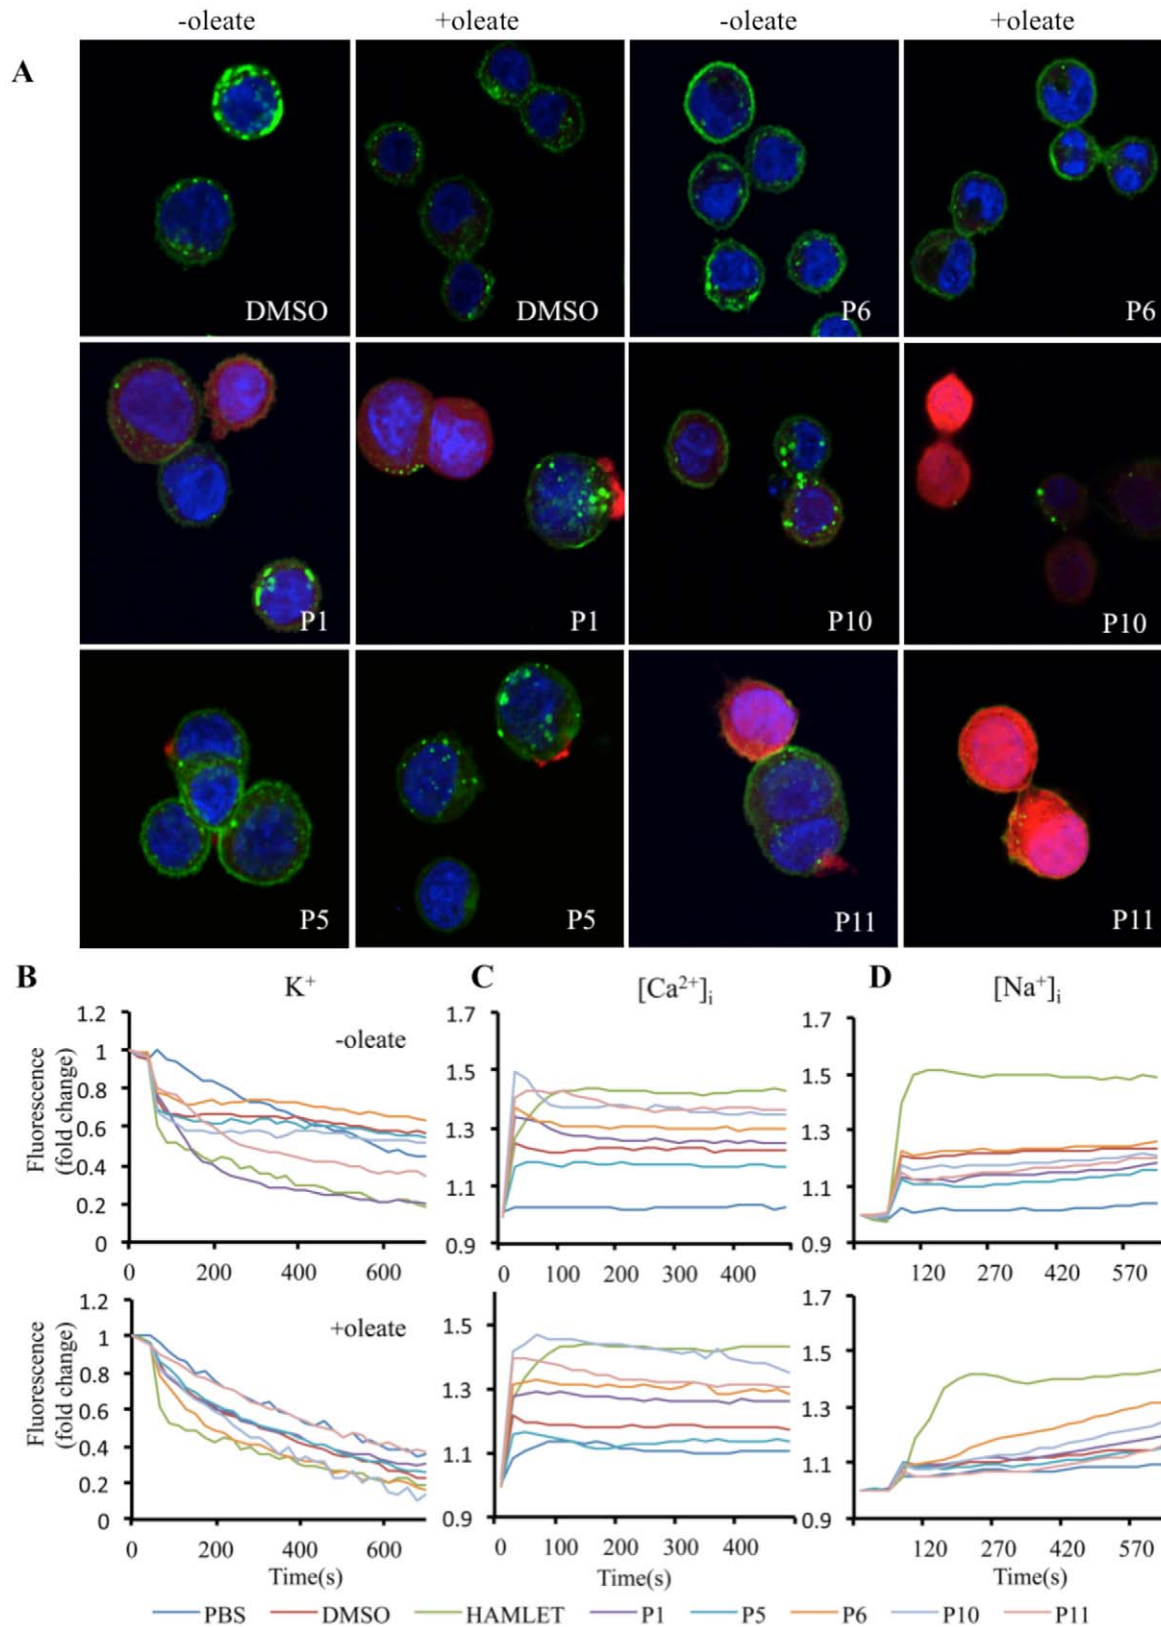 -oleate +oleate -oleate +oleate
A
DMSO DMSO P6 P6
P1 P1 P10 P10
P5 P5 P11 P11
B K⁺ C [Ca²⁺]ᵢ D [Na⁺]ᵢ
-oleate
Fluorescence
(fold change)
1.2
1
0.8
0.6
0.4
0.2
0
0 200 400 600
1.7
1.5
1.3
1.1
0.9
0 100 200 300 400
1.7
1.5
1.3
1.1
0.9
120 270 420 570
+oleate
Fluorescence
(fold change)
1.2
1
0.8
0.6
0.4
0.2
0
0 200 400 600
Time(s)
1.5
1.3
1.1
0.9
0 100 200 300 400
Time(s)
1.7
1.5
1.3
1.1
0.9
120 270 420 570
Time(s)
PBS DMSO HAMLET P1 P5 P6 P10 P11